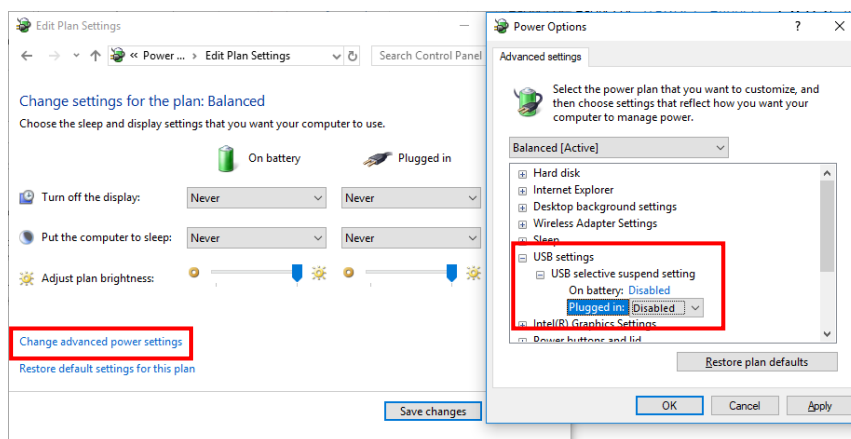 Edit Plan Settings
« Power ... › Edit Plan Settings
Search Control Panel
Change settings for the plan: Balanced
Choose the sleep and display settings that you want your computer to use.
On battery
Plugged in
Turn off the display:
Never
Never
Put the computer to sleep:
Never
Never
Adjust plan brightness:
Change advanced power settings
Restore default settings for this plan
Save changes
Power Options
?
Advanced settings
Select the power plan that you want to customize, and
then choose settings that reflect how you want your
computer to manage power.
Balanced [Active]
Hard disk
Internet Explorer
Desktop background settings
Wireless Adapter Settings
Sleep
USB settings
USB selective suspend setting
On battery: Disabled
Plugged in: Disabled
Intel(R) Graphics Settings
Power buttons and lid
Restore plan defaults
OK
Cancel
Apply